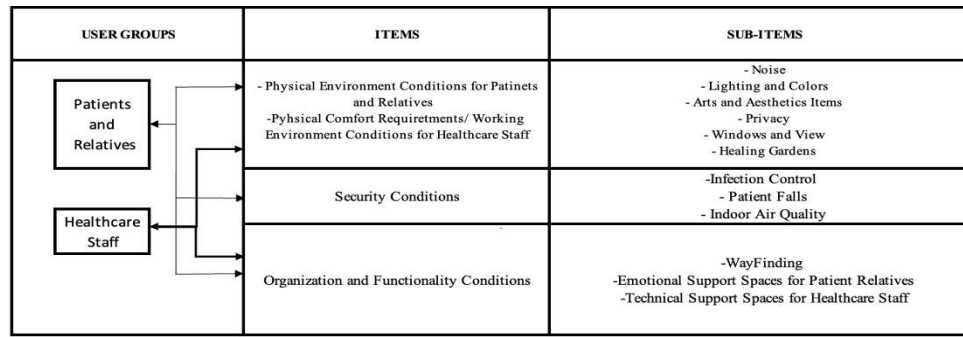 USER GROUPS
ITEMS
SUB-ITEMS
Patients
and
Relatives
Healthcare
Staff
- Physical Environment Conditions for Patinets
and Relatives
-Pyhsical Comfort Requiretments/ Working
Environment Conditions for Healthcare Staff
- Noise
- Lighting and Colors
- Arts and Aesthetics Items
- Privacy
- Windows and View
- Healing Gardens
Security Conditions
-Infection Control
- Patient Falls
- Indoor Air Quality
Organization and Functionality Conditions
-WayFinding
-Emotional Support Spaces for Patient Relatives
-Technical Support Spaces for Healthcare Staff